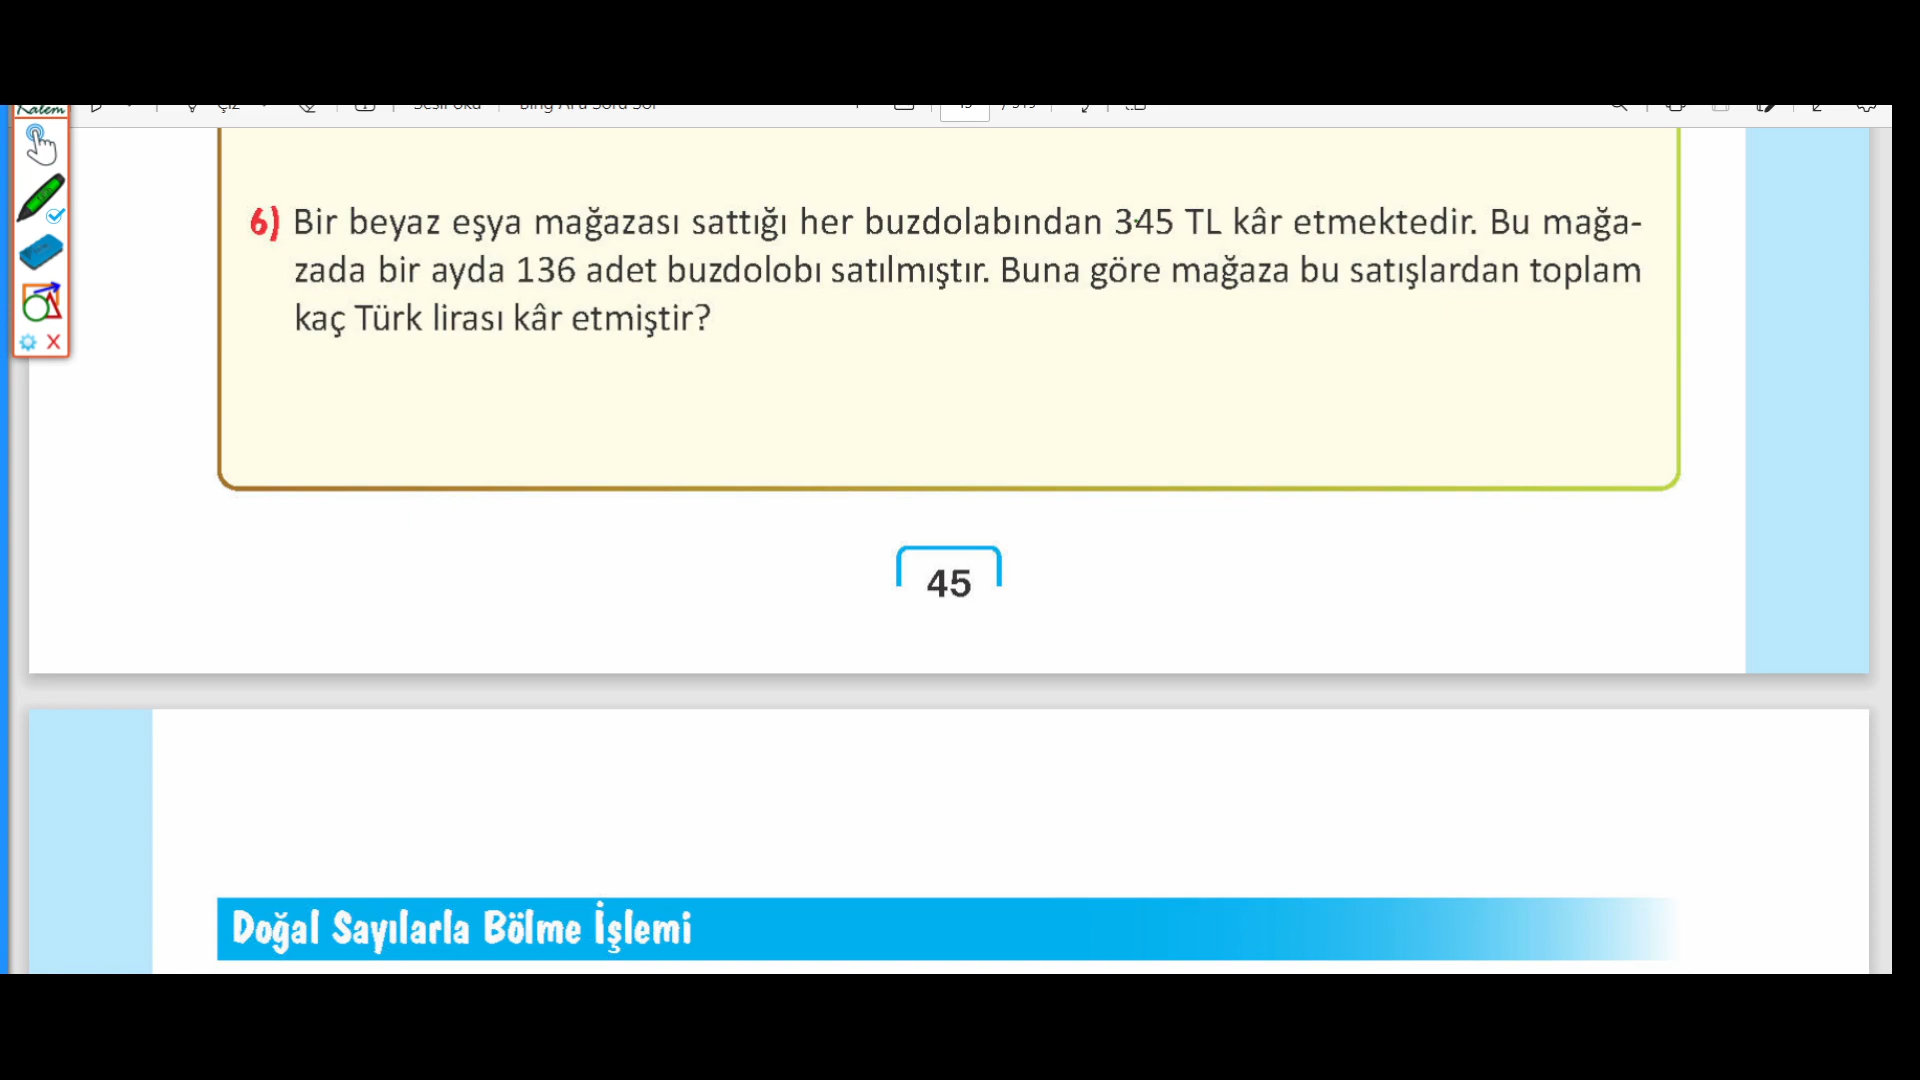 Kalem
6) Bir beyaz eşya mağazası sattığı her buzdolabından 345 TL kâr etmektedir. Bu mağa-
zada bir ayda 136 adet buzdolobı satılmıştır. Buna göre mağaza bu satışlardan toplam
kaç Türk lirası kâr etmiştir?
45
Doğal Sayılarla Bölme İşlemi